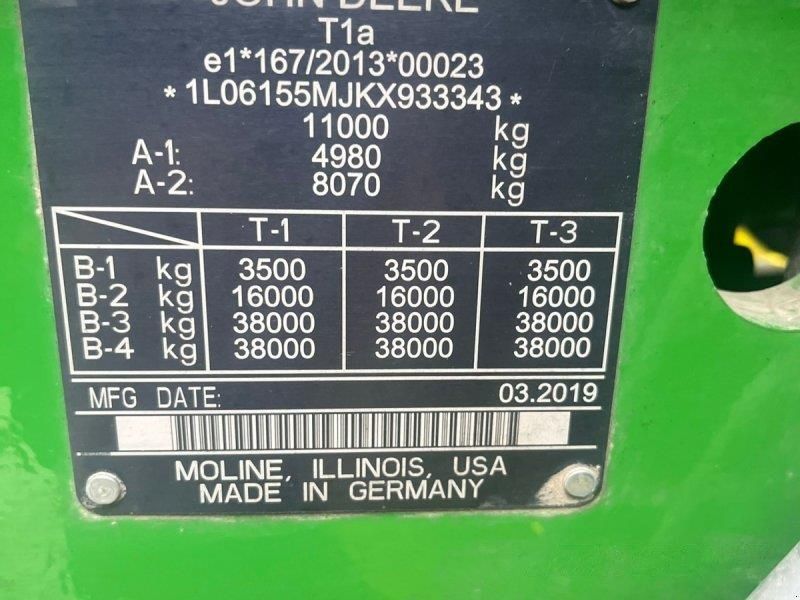 JOHN DEERE
T1a
e1*167/2013*00023
*1L06155MJKX933343*
11000 kg
A-1: 4980 kg
A-2: 8070 kg
T-1 T-2 T-3
B-1 kg 3500 3500 3500
B-2 kg 16000 16000 16000
B-3 kg 38000 38000 38000
B-4 kg 38000 38000 38000
MFG DATE: 03.2019
MOLINE, ILLINOIS, USA
MADE IN GERMANY